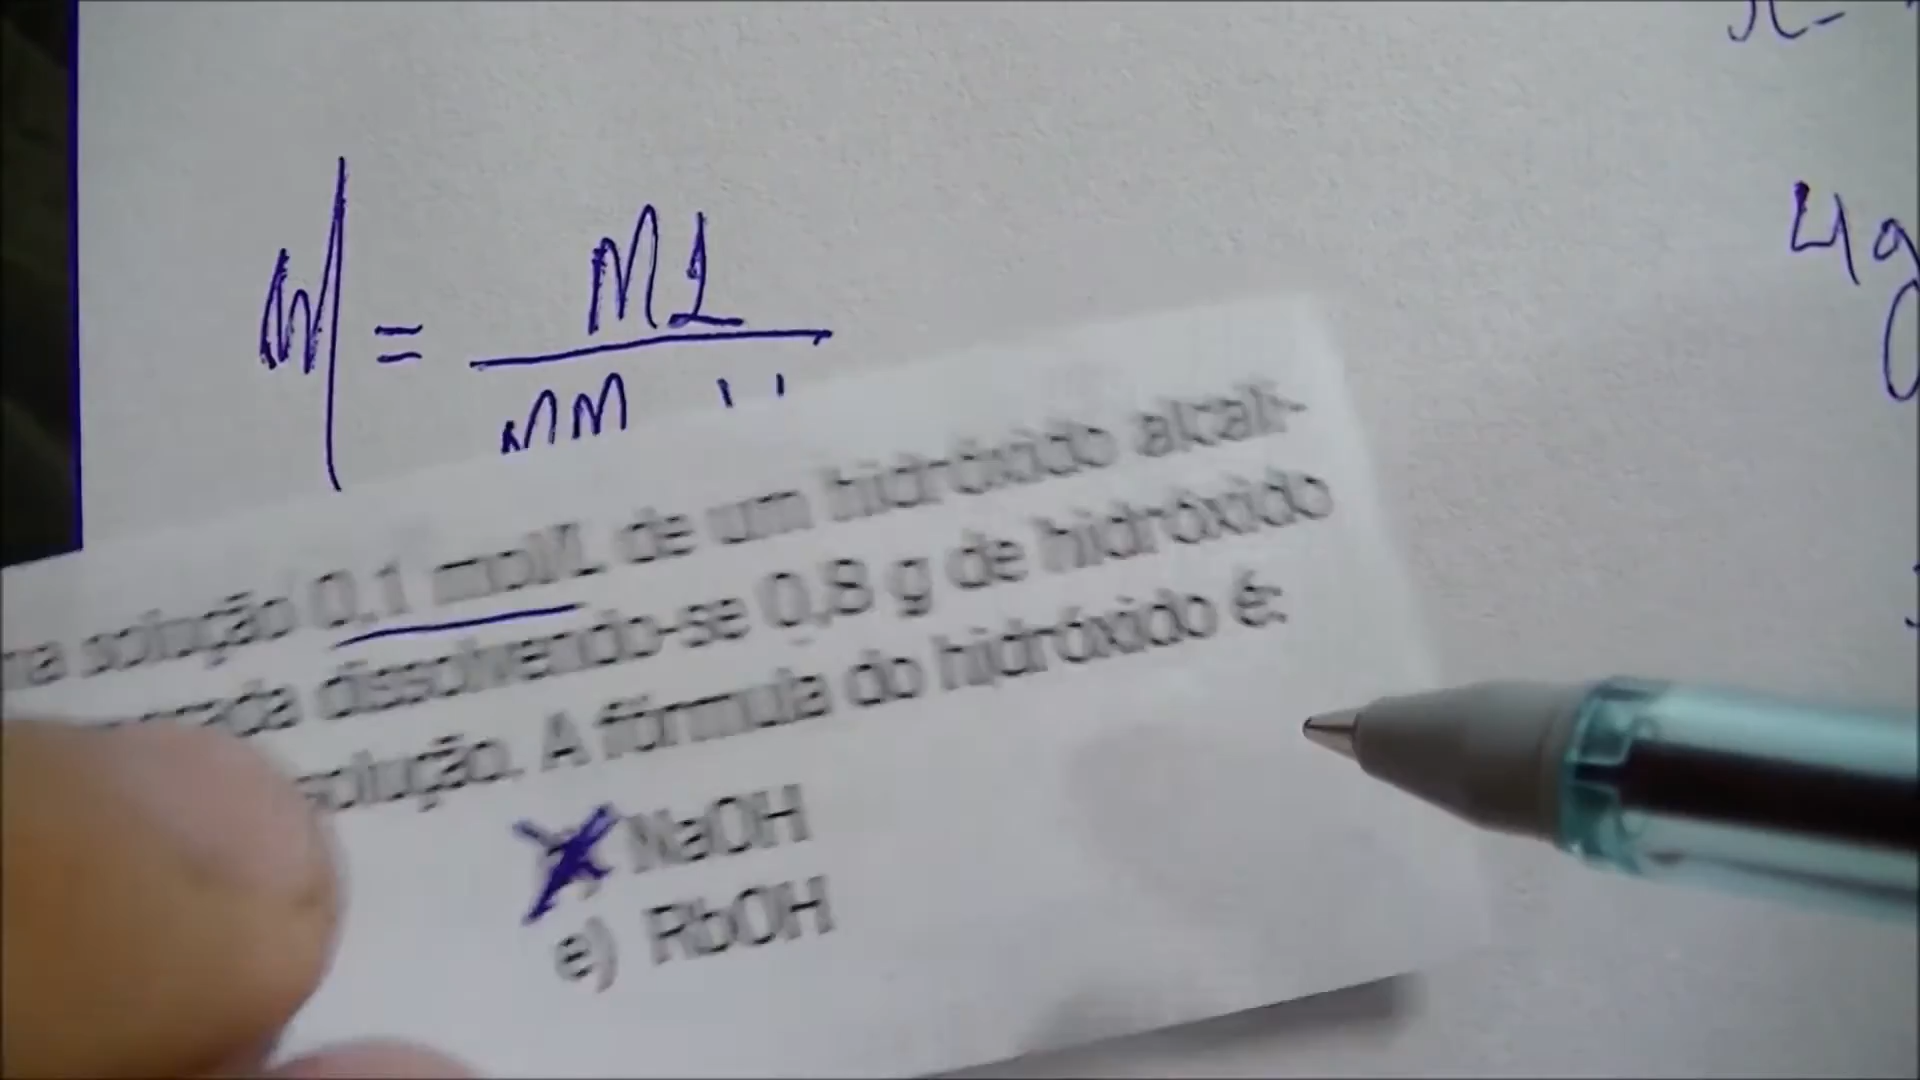 M = m1
MM
4g
solução 0,1 mol/L de um hidróxido alcali-
dissolvendo-se 0,8 g de hidróxido
solução. A fórmula do hidróxido é:
NaOH
e) RbOH